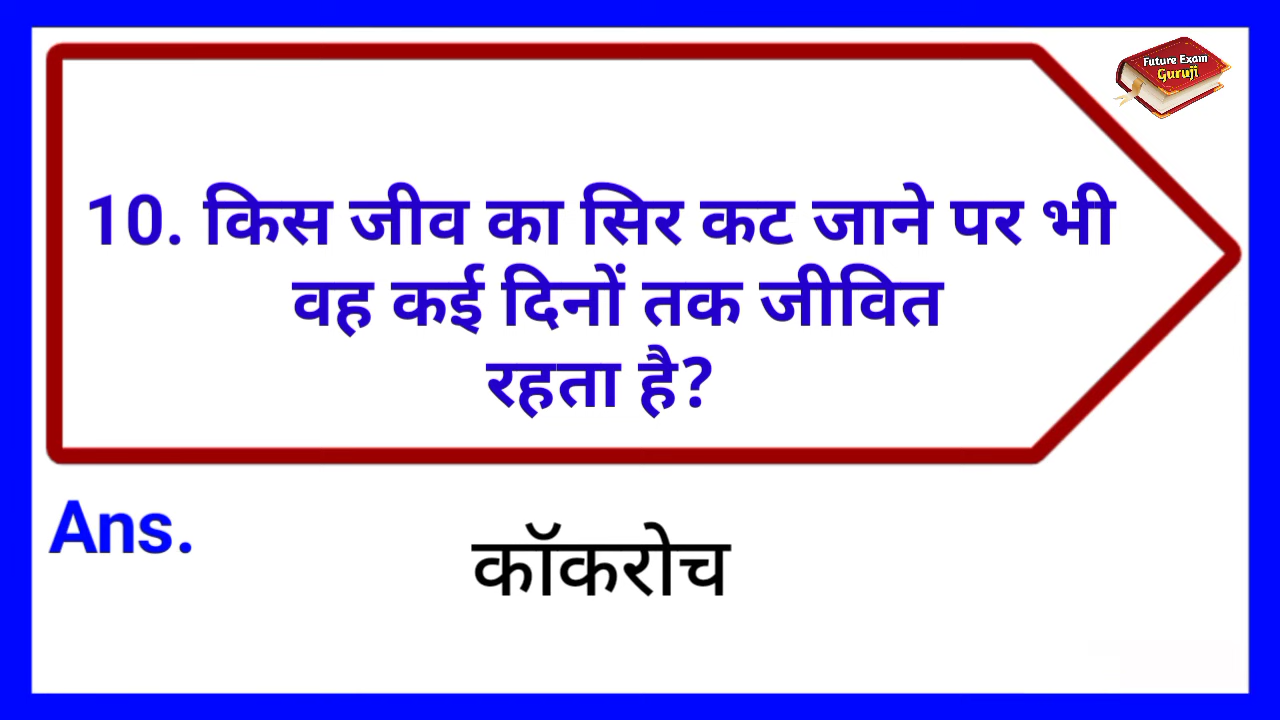 Future Exam
Guruji
10. किस जीव का सिर कट जाने पर भी
वह कई दिनों तक जीवित
रहता है?
Ans.
कॉकरोच